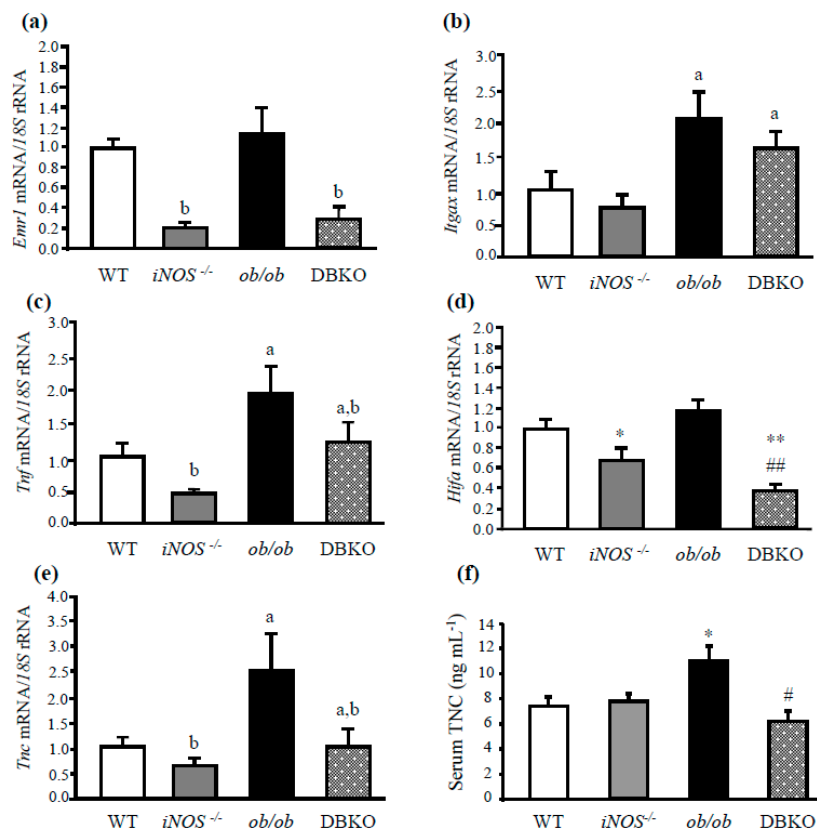 (a)
Emr1 mRNA/18S rRNA
2.0
1.8
1.6
1.4
1.2
1.0
0.8
0.6
0.4
0.2
0.0
b
b
WT iNOS -/- ob/ob DBKO
(b)
Itgax mRNA/18S rRNA
3.0
2.5
2.0
1.5
1.0
0.5
0.0
a
a
WT iNOS -/- ob/ob DBKO
(c)
Tnf mRNA/18S rRNA
3.0
2.5
2.0
1.5
1.0
0.5
0.0
b
a
a,b
WT iNOS -/- ob/ob DBKO
(d)
Hifa mRNA/18S rRNA
2.0
1.8
1.6
1.4
1.2
1.0
0.8
0.6
0.4
0.2
0.0
*
**
##
WT iNOS -/- ob/ob DBKO
(e)
Tnc mRNA/18S rRNA
4.0
3.5
3.0
2.5
2.0
1.5
1.0
0.5
0.0
b
a
a,b
WT iNOS -/- ob/ob DBKO
(f)
Serum TNC (ng mL-1)
14
12
10
8
6
4
2
0
*
#
WT iNOS-/- ob/ob DBKO